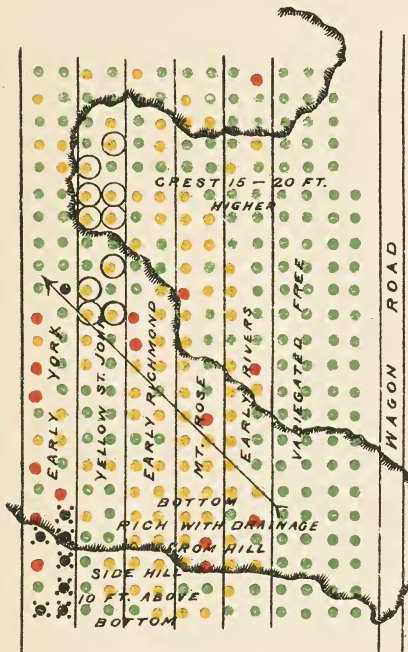 CREST 15 – 20 FT.
HIGHER
EARLY YORK
YELLOW ST. JOHN
EARLY RICHMOND
MT. ROSE
EARLY RIVERS
VARIEGATED FREE
WAGON ROAD
BOTTOM
RICH WITH DRAINAGE
FROM HILL
SIDE HILL
10 FT. ABOVE
BOTTOM